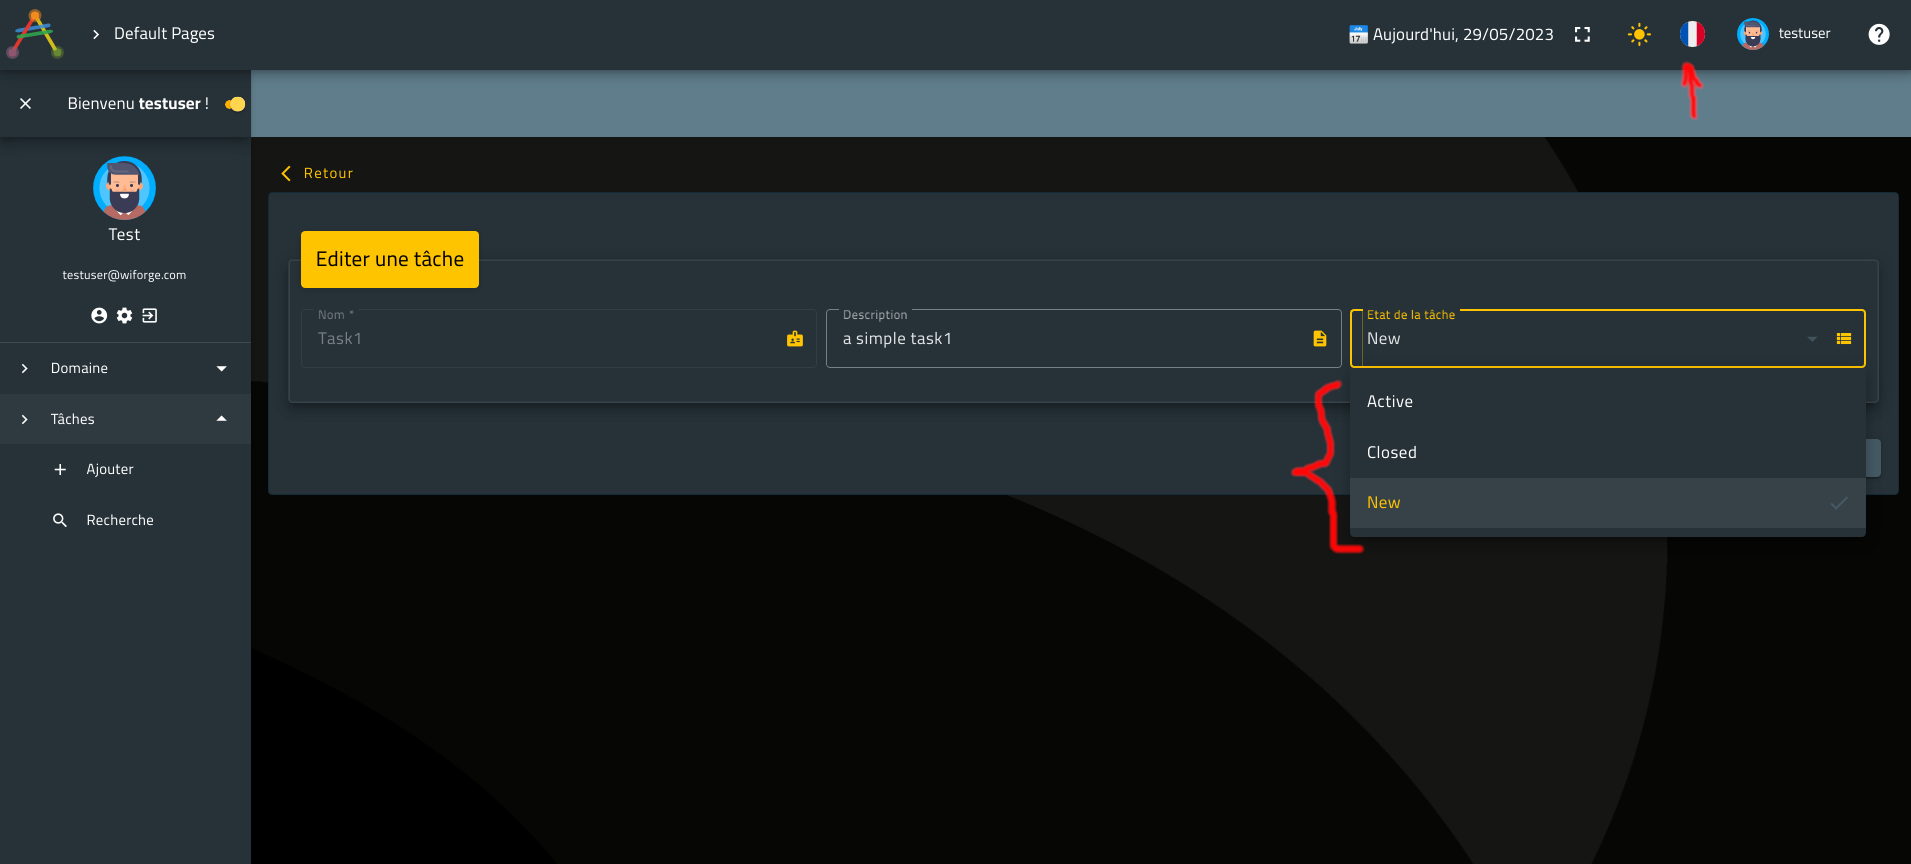 Default Pages
Aujourd'hui, 29/05/2023
testuser
Bienvenu testuser !
Test
testuser@wiforge.com
Domaine
Tâches
Ajouter
Recherche
Retour
Editer une tâche
Nom *
Task1
Description
a simple task1
Etat de la tâche
New
Active
Closed
New